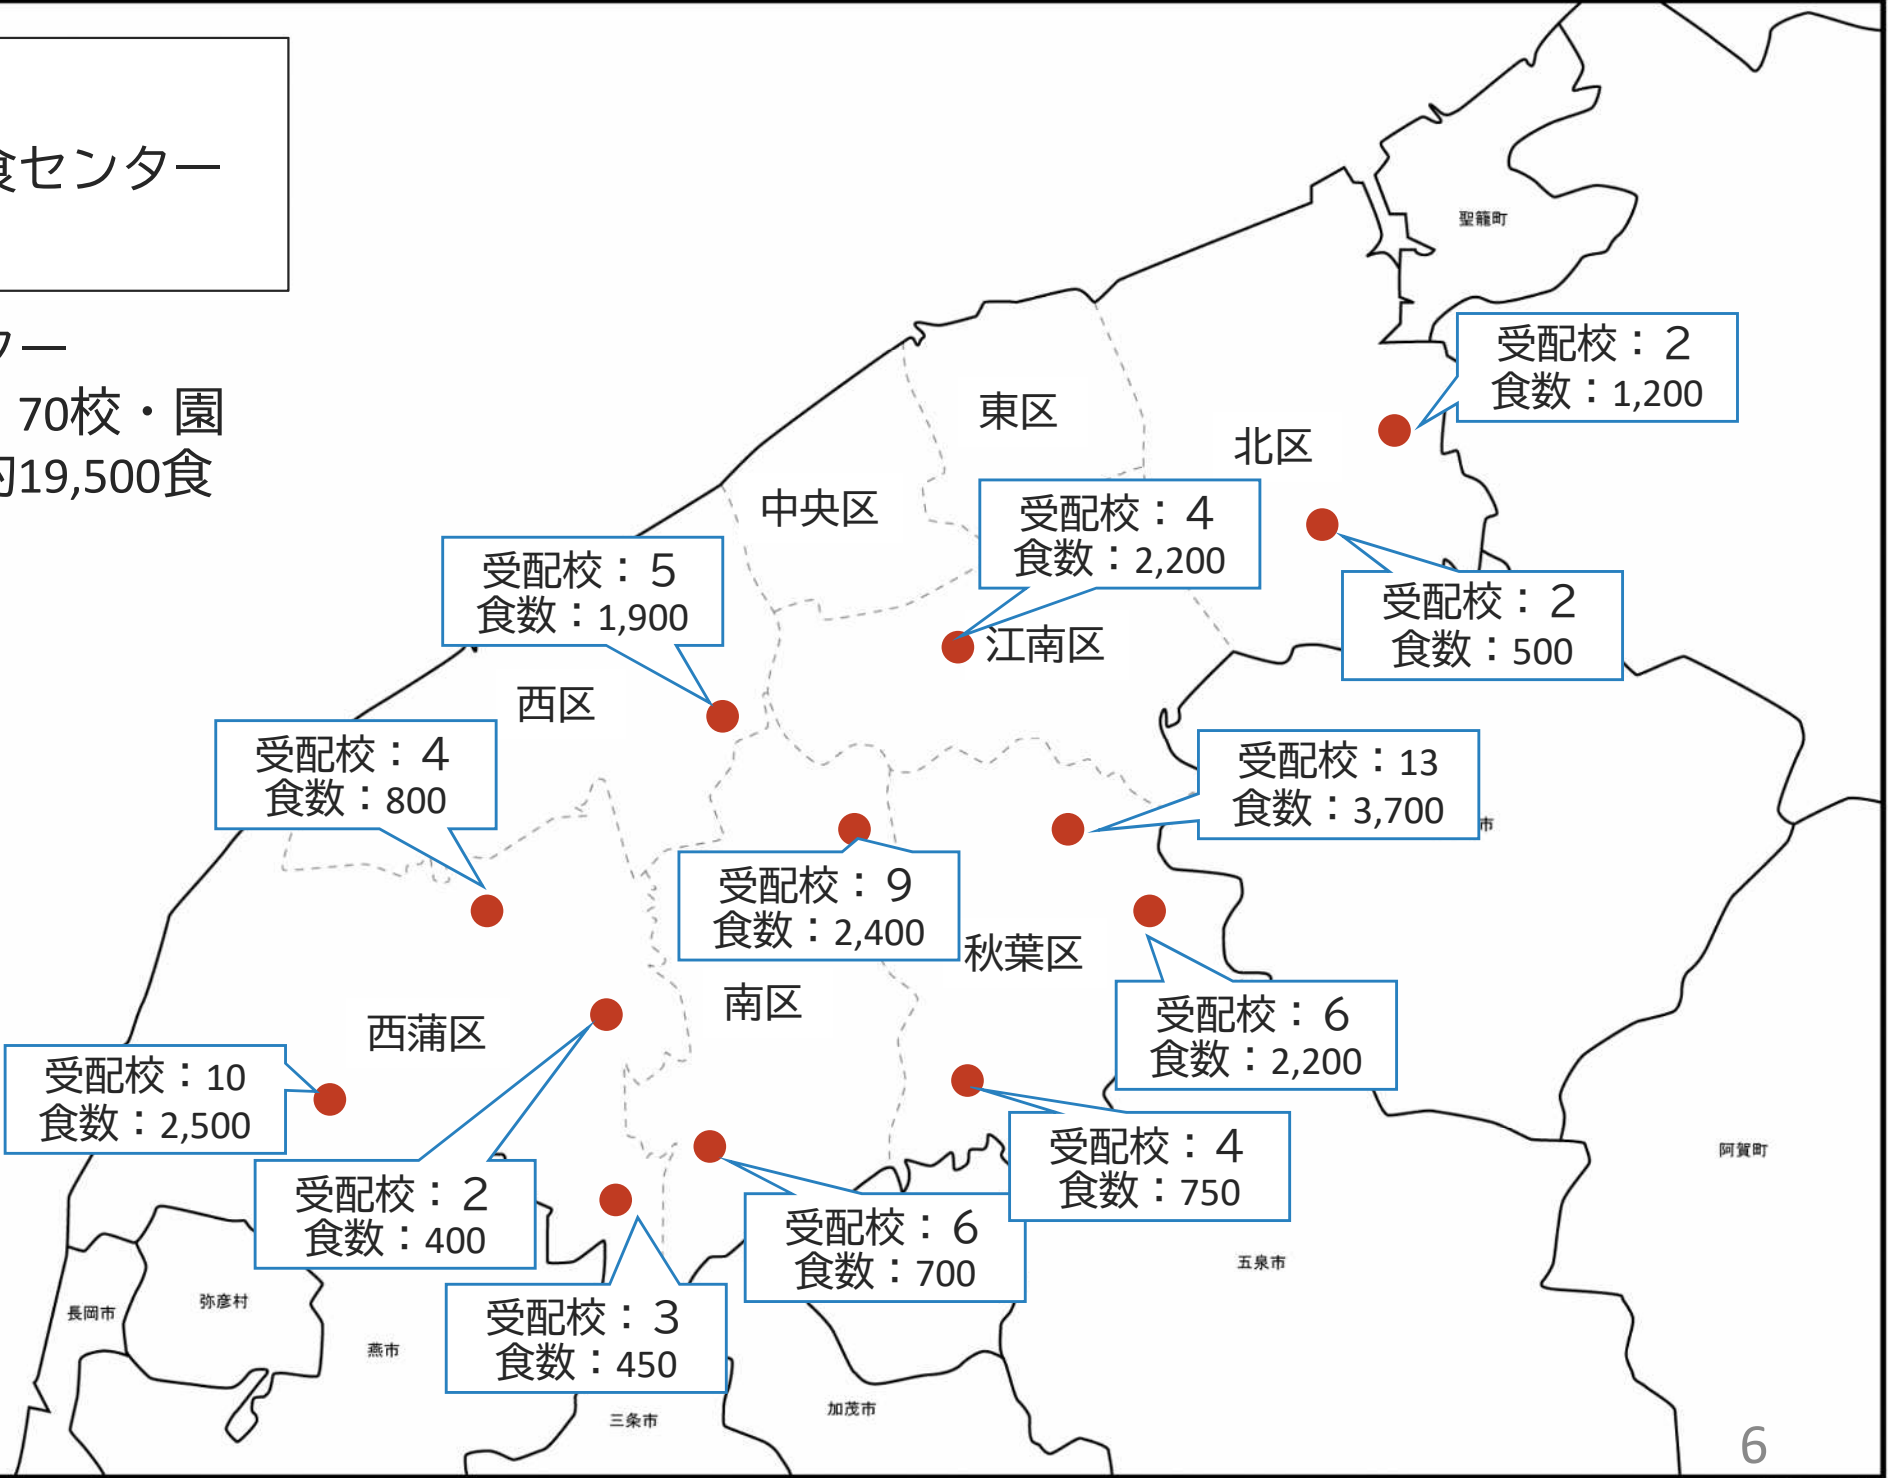 食センター
ター
70校・園
約19,500食
聖籠町
受配校：２
食数：1,200
東区
北区
中央区
受配校：４
食数：2,200
受配校：５
食数：1,900
受配校：２
食数：500
江南区
西区
受配校：４
食数：800
受配校：13
食数：3,700
市
受配校：９
食数：2,400
秋葉区
南区
西蒲区
受配校：６
食数：2,200
受配校：10
食数：2,500
受配校：４
食数：750
阿賀町
受配校：２
食数：400
受配校：６
食数：700
五泉市
長岡市
弥彦村
受配校：３
食数：450
燕市
三条市
加茂市
6